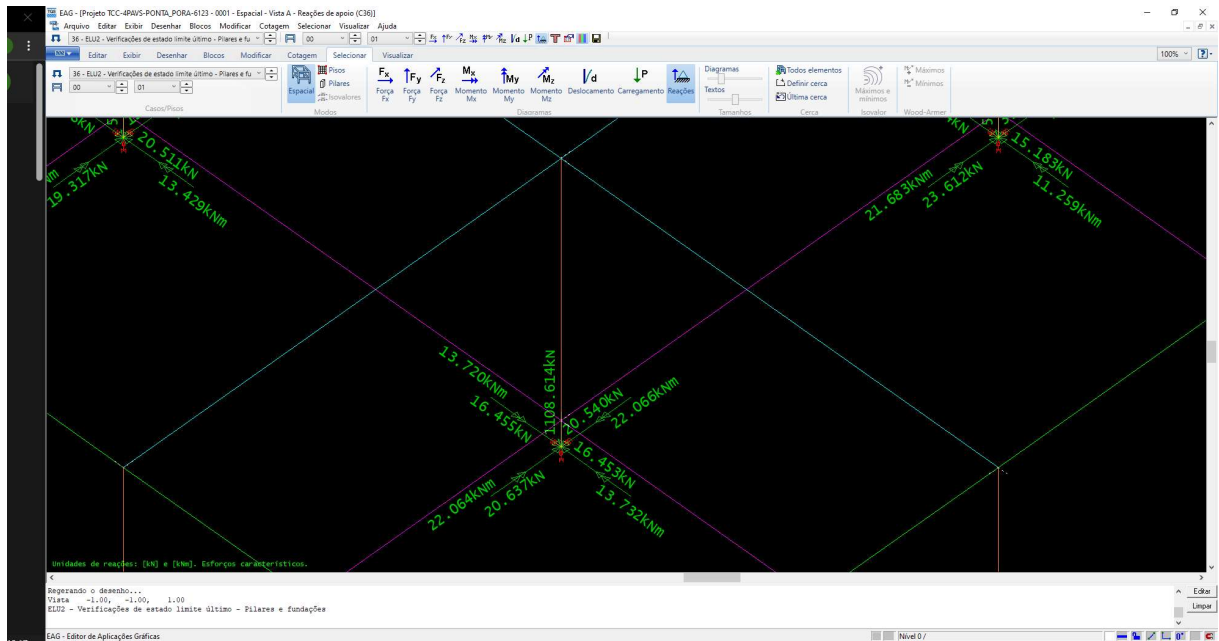 EAG - [Projeto TCC-4PAVS-PONTA_PORA-6123 - 0001 - Espacial - Vista A - Reações de apoio (C36)]
Arquivo Editar Exibir Desenhar Blocos Modificar Cotagem Selecionar Visualizar Ajuda
36 - ELU2 - Verificações de estado limite último - Pilares e fu 00 01
Editar Exibir Desenhar Blocos Modificar Cotagem Selecionar Visualizar 100%
36 - ELU2 - Verificações de estado limite último - Pilares e fu
00 01
Casos/Pisos
Espacial
Pisos
Pilares
Isovalores
Modos
Fx Fy Fz Mx My Mz d P
Força Fx
Força Fy
Força Fz
Momento Mx
Momento My
Momento Mz
Deslocamento
Carregamento
Reações
Diagramas
Diagramas
Textos
Tamanhos
Todos elementos
Definir cerca
Última cerca
Cerca
Máximos e mínimos
Isovalor
Máximos
Mínimos
Wood-Armer
20.511kN
13.429kNm
19.317kN
21.683kNm
23.612kN
15.183kN
11.259kNm
13.720kNm
16.455kN
1108.614kN
20.540kN
22.066kNm
22.064kNm
20.637kN
16.453kN
13.732kNm
Unidades de reações: [kN] e [kNm]. Esforços característicos.
Regerando o desenho...
Vista -1.00, -1.00, 1.00
ELU2 - Verificações de estado limite último - Pilares e fundações
Editar
Limpar
EAG - Editor de Aplicações Gráficas
Nível 0 /